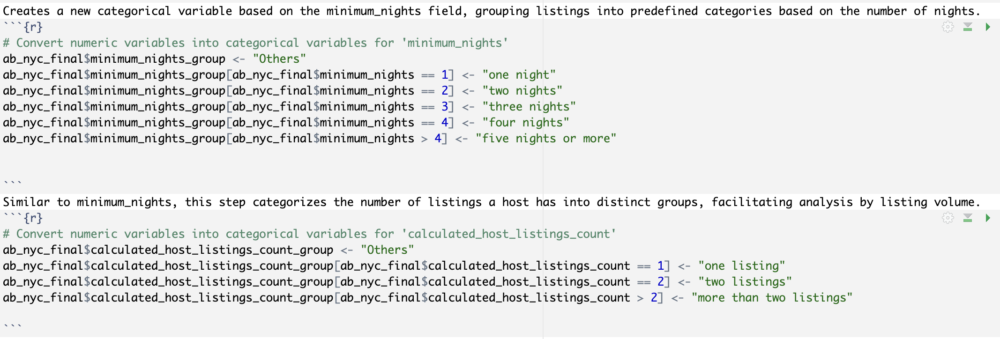 Creates a new categorical variable based on the minimum_nights field, grouping listings into predefined categories based on the number of nights.
```{r}
# Convert numeric variables into categorical variables for 'minimum_nights'
ab_nyc_final$minimum_nights_group <- "Others"
ab_nyc_final$minimum_nights_group[ab_nyc_final$minimum_nights == 1] <- "one night"
ab_nyc_final$minimum_nights_group[ab_nyc_final$minimum_nights == 2] <- "two nights"
ab_nyc_final$minimum_nights_group[ab_nyc_final$minimum_nights == 3] <- "three nights"
ab_nyc_final$minimum_nights_group[ab_nyc_final$minimum_nights == 4] <- "four nights"
ab_nyc_final$minimum_nights_group[ab_nyc_final$minimum_nights > 4] <- "five nights or more"
```
Similar to minimum_nights, this step categorizes the number of listings a host has into distinct groups, facilitating analysis by listing volume.
```{r}
# Convert numeric variables into categorical variables for 'calculated_host_listings_count'
ab_nyc_final$calculated_host_listings_count_group <- "Others"
ab_nyc_final$calculated_host_listings_count_group[ab_nyc_final$calculated_host_listings_count == 1] <- "one listing"
ab_nyc_final$calculated_host_listings_count_group[ab_nyc_final$calculated_host_listings_count == 2] <- "two listings"
ab_nyc_final$calculated_host_listings_count_group[ab_nyc_final$calculated_host_listings_count > 2] <- "more than two listings"
```